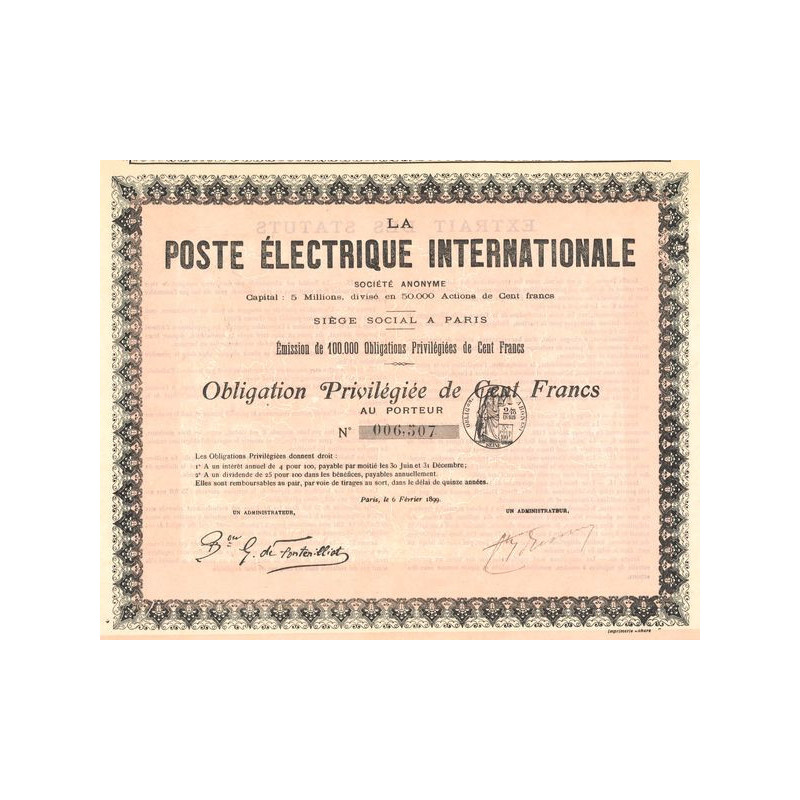 LA
POSTE ÉLECTRIQUE INTERNATIONALE
SOCIÉTÉ ANONYME
Capital : 5 Millions, divisé en 50.000 Actions de Cent francs
SIÈGE SOCIAL A PARIS
Émission de 100.000 Obligations Privilégiées de Cent Francs
Obligation Privilégiée de Cent Francs
AU PORTEUR
N° 006,507
Les Obligations Privilégiées donnent droit :
1° A un intérêt annuel de 4 pour 100, payable par moitié les 30 Juin et 31 Décembre;
2° A un dividende de 25 pour 100 dans les bénéfices, payables annuellement.
Elles sont remboursables au pair, par voie de tirages au sort, dans le délai de quinze années.
Paris, le 6 Février 1899.
UN ADMINISTRATEUR, UN ADMINISTRATEUR,
Bon G. de Fontenilliat
Imprimerie